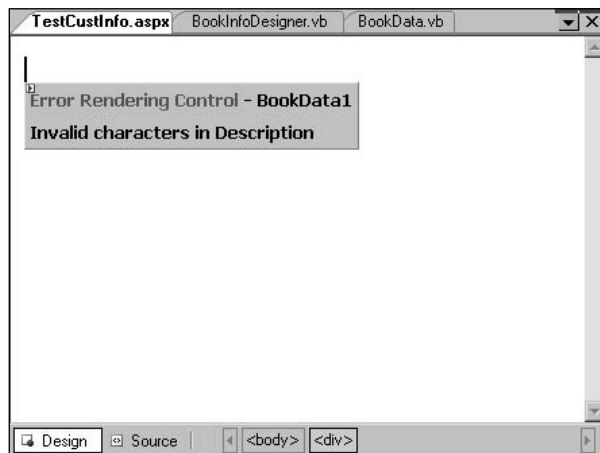 TestCustInfo.aspx BookInfoDesigner.vb BookData.vb
Error Rendering Control - BookData1
Invalid characters in Description
Design Source <body> <div>